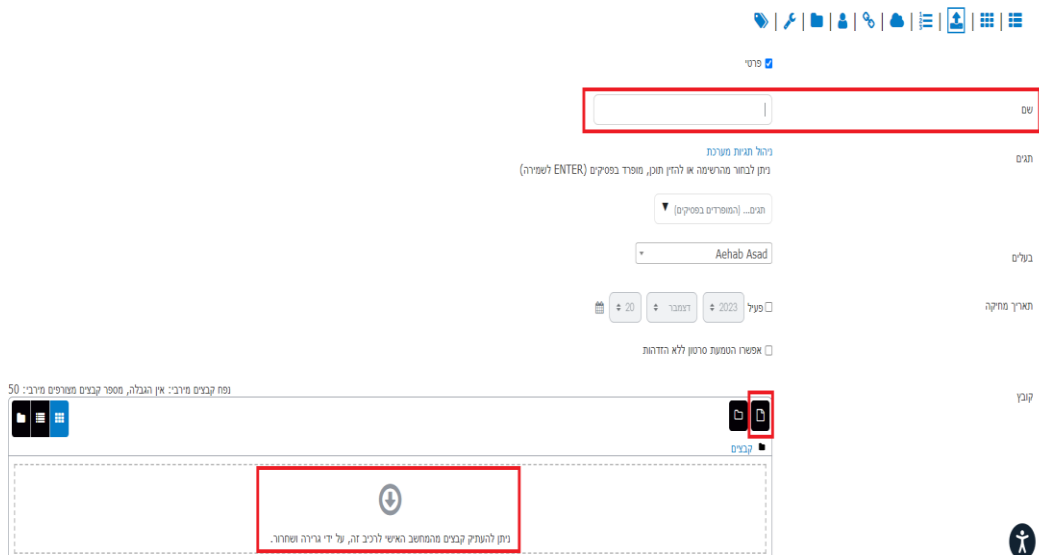 פרטי
שם
תגים
ניהול תגיות מערכת
ניתן לבחור מהרשימה או להזין תוכן, מופרד בפסיקים (ENTER לשמירה)
תגים... (המופרדים בפסיקים)
בעלים
Aehab Asad
תאריך מחיקה
פעיל 2023 דצמבר 20
אפשרו הטמעת סרטון ללא הזדהות
קובץ
נפח קבצים מירבי: אין הגבלה, מספר קבצים מצורפים מירבי: 50
קבצים
ניתן להעתיק קבצים מהמחשב האישי לרכיב זה, על ידי גרירה ושחרור.